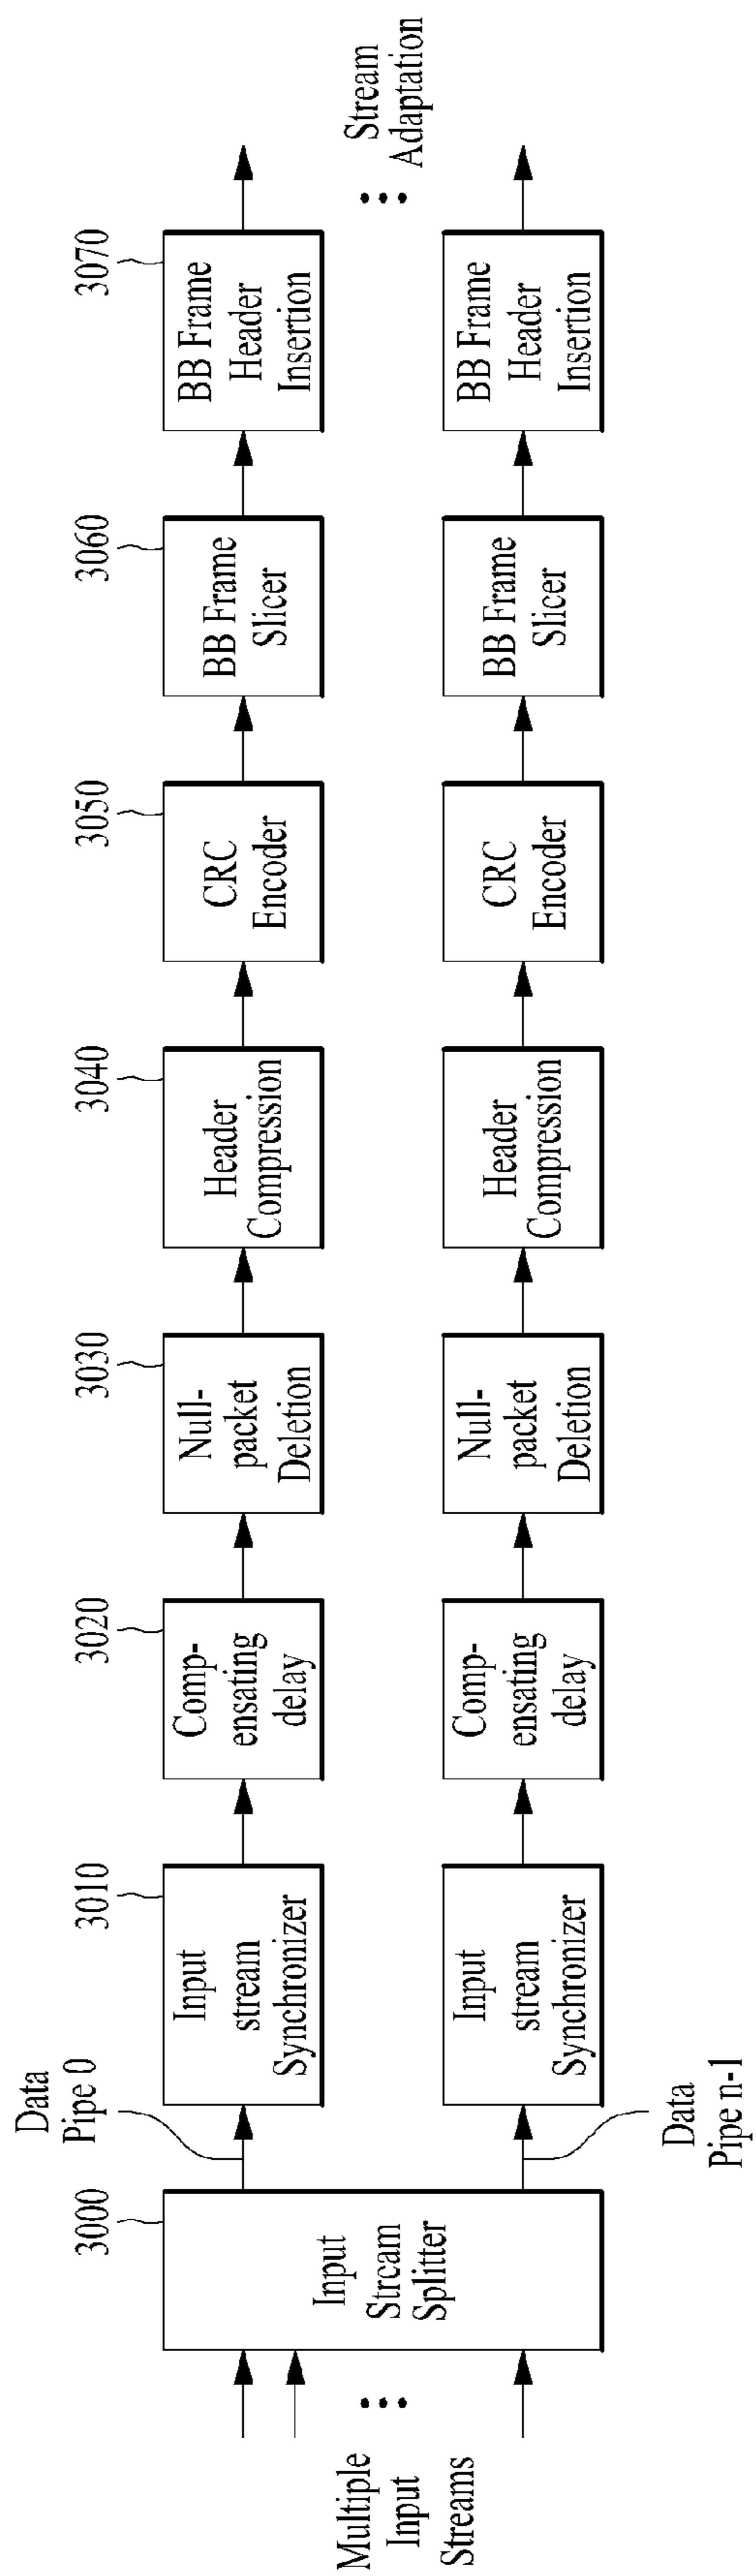 Multiple
Input
Streams
3000
Input
Stream
Splitter
Data
Pipe 0
3010
Input
stream
Synchronizer
3020
Comp-
ensating
delay
3030
Null-
packet
Deletion
3040
Header
Compression
3050
CRC
Encoder
3060
BB Frame
Slicer
3070
BB Frame
Header
Insertion
Stream
Adaptation
Data
Pipe n-1
Input
stream
Synchronizer
Comp-
ensating
delay
Null-
packet
Deletion
Header
Compression
CRC
Encoder
BB Frame
Slicer
BB Frame
Header
Insertion